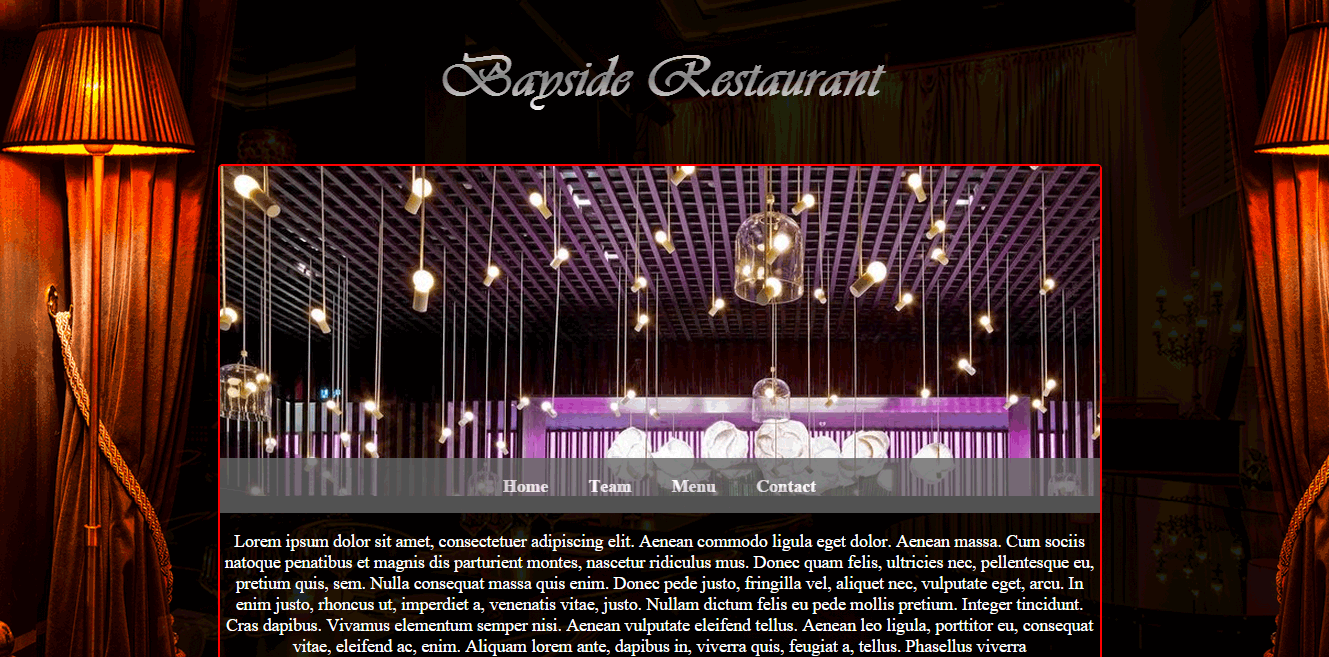 Bayside Restaurant
Home Team Menu Contact
Lorem ipsum dolor sit amet, consectetuer adipiscing elit. Aenean commodo ligula eget dolor. Aenean massa. Cum sociis
natoque penatibus et magnis dis parturient montes, nascetur ridiculus mus. Donec quam felis, ultricies nec, pellentesque eu,
pretium quis, sem. Nulla consequat massa quis enim. Donec pede justo, fringilla vel, aliquet nec, vulputate eget, arcu. In
enim justo, rhoncus ut, imperdiet a, venenatis vitae, justo. Nullam dictum felis eu pede mollis pretium. Integer tincidunt.
Cras dapibus. Vivamus elementum semper nisi. Aenean vulputate eleifend tellus. Aenean leo ligula, porttitor eu, consequat
vitae, eleifend ac, enim. Aliquam lorem ante, dapibus in, viverra quis, feugiat a, tellus. Phasellus viverra